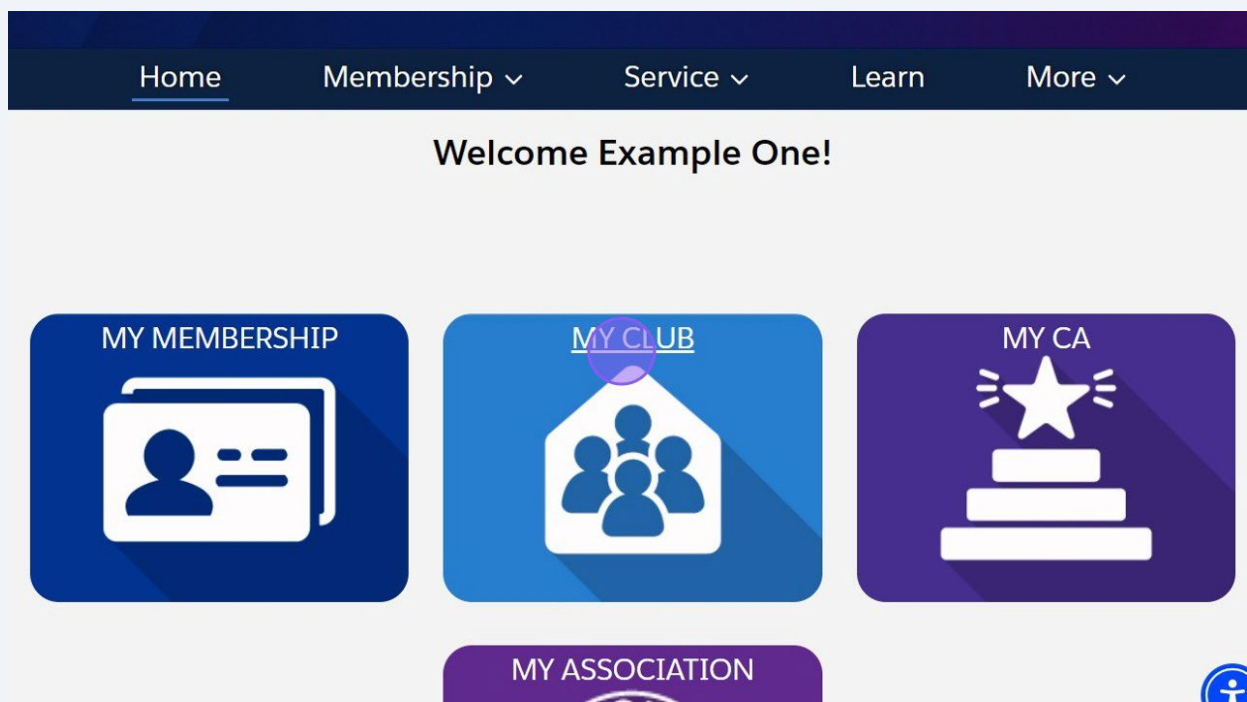 Home Membership Service Learn More
Welcome Example One!
MY MEMBERSHIP
MY CLUB
MY CA
MY ASSOCIATION